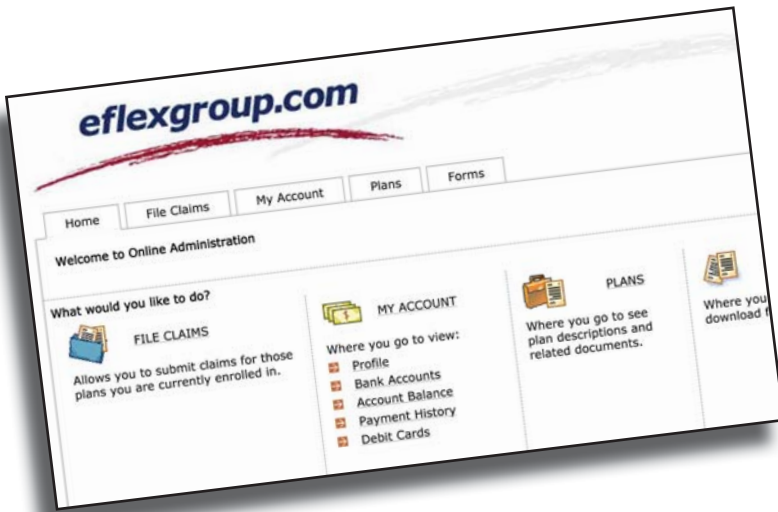 eflexgroup.com
Home
File Claims
My Account
Plans
Forms
Welcome to Online Administration
What would you like to do?
FILE CLAIMS
Allows you to submit claims for those
plans you are currently enrolled in.
MY ACCOUNT
Where you go to view:
Profile
Bank Accounts
Account Balance
Payment History
Debit Cards
PLANS
Where you go to see
plan descriptions and
related documents.
Where you
download f